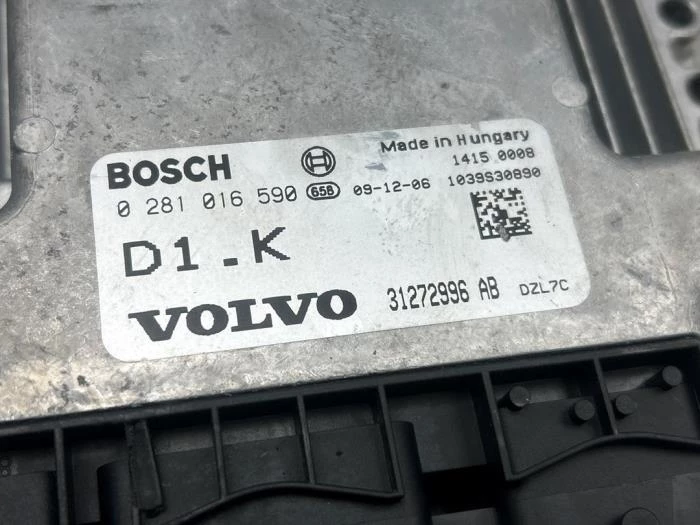 BOSCH Made in Hungary
1415 0008
0 281 016 590 65B 09-12-06 1039S30890
D1.K
VOLVO 31272996 AB DZL7C